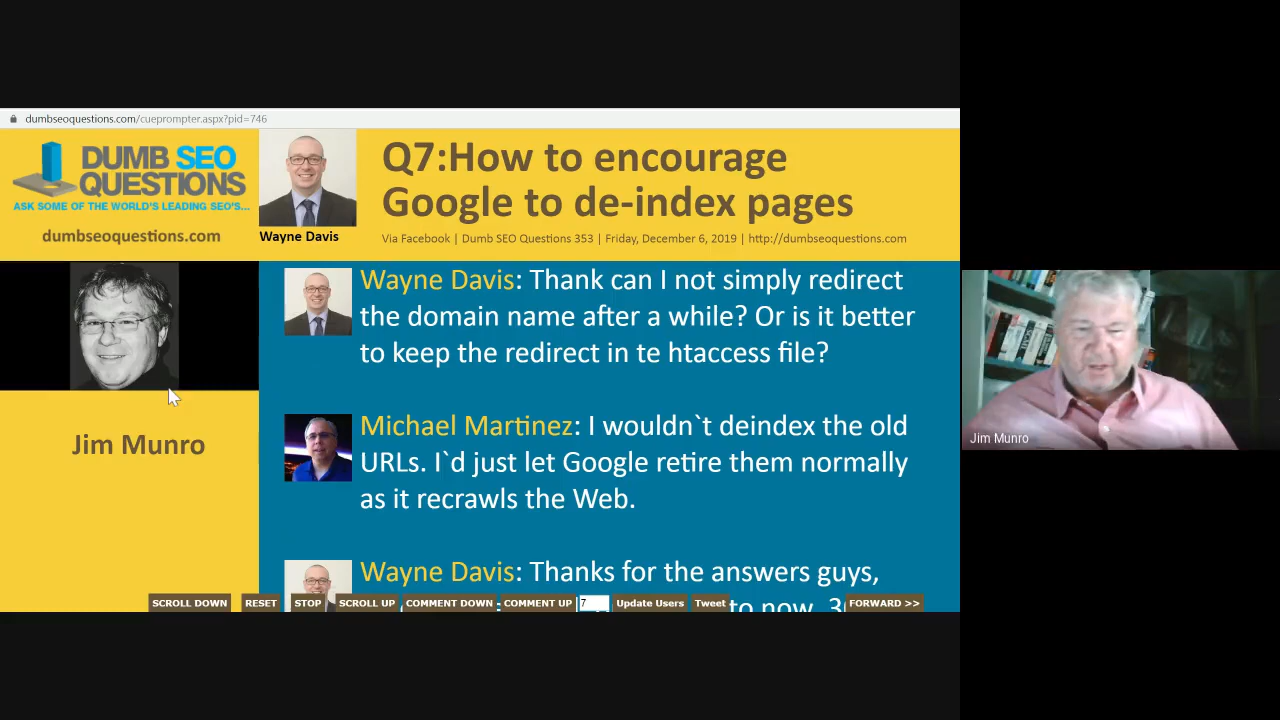 dumbseoquestions.com/cueprompter.aspx?pid=746
DUMB SEO
QUESTIONS
ASK SOME OF THE WORLD'S LEADING SEO'S...
dumbseoquestions.com
Wayne Davis
Q7:How to encourage
Google to de-index pages
Via Facebook | Dumb SEO Questions 353 | Friday, December 6, 2019 | http://dumbseoquestions.com
Jim Munro
Wayne Davis: Thank can I not simply redirect
the domain name after a while? Or is it better
to keep the redirect in te htaccess file?
Michael Martinez: I wouldn`t deindex the old
URLs. I`d just let Google retire them normally
as it recrawls the Web.
Wayne Davis: Thanks for the answers guys,
to now,
SCROLL DOWN RESET STOP SCROLL UP COMMENT DOWN COMMENT UP 7 Update Users Tweet FORWARD >>
Jim Munro